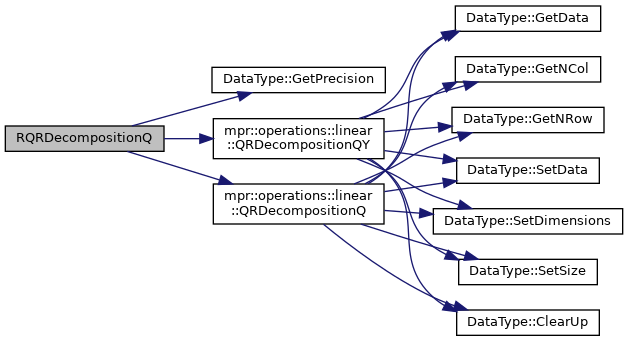 RQRDecompositionQ
DataType::GetPrecision
mpr::operations::linear
::QRDecompositionQY
mpr::operations::linear
::QRDecompositionQ
DataType::GetData
DataType::GetNCol
DataType::GetNRow
DataType::SetData
DataType::SetDimensions
DataType::SetSize
DataType::ClearUp